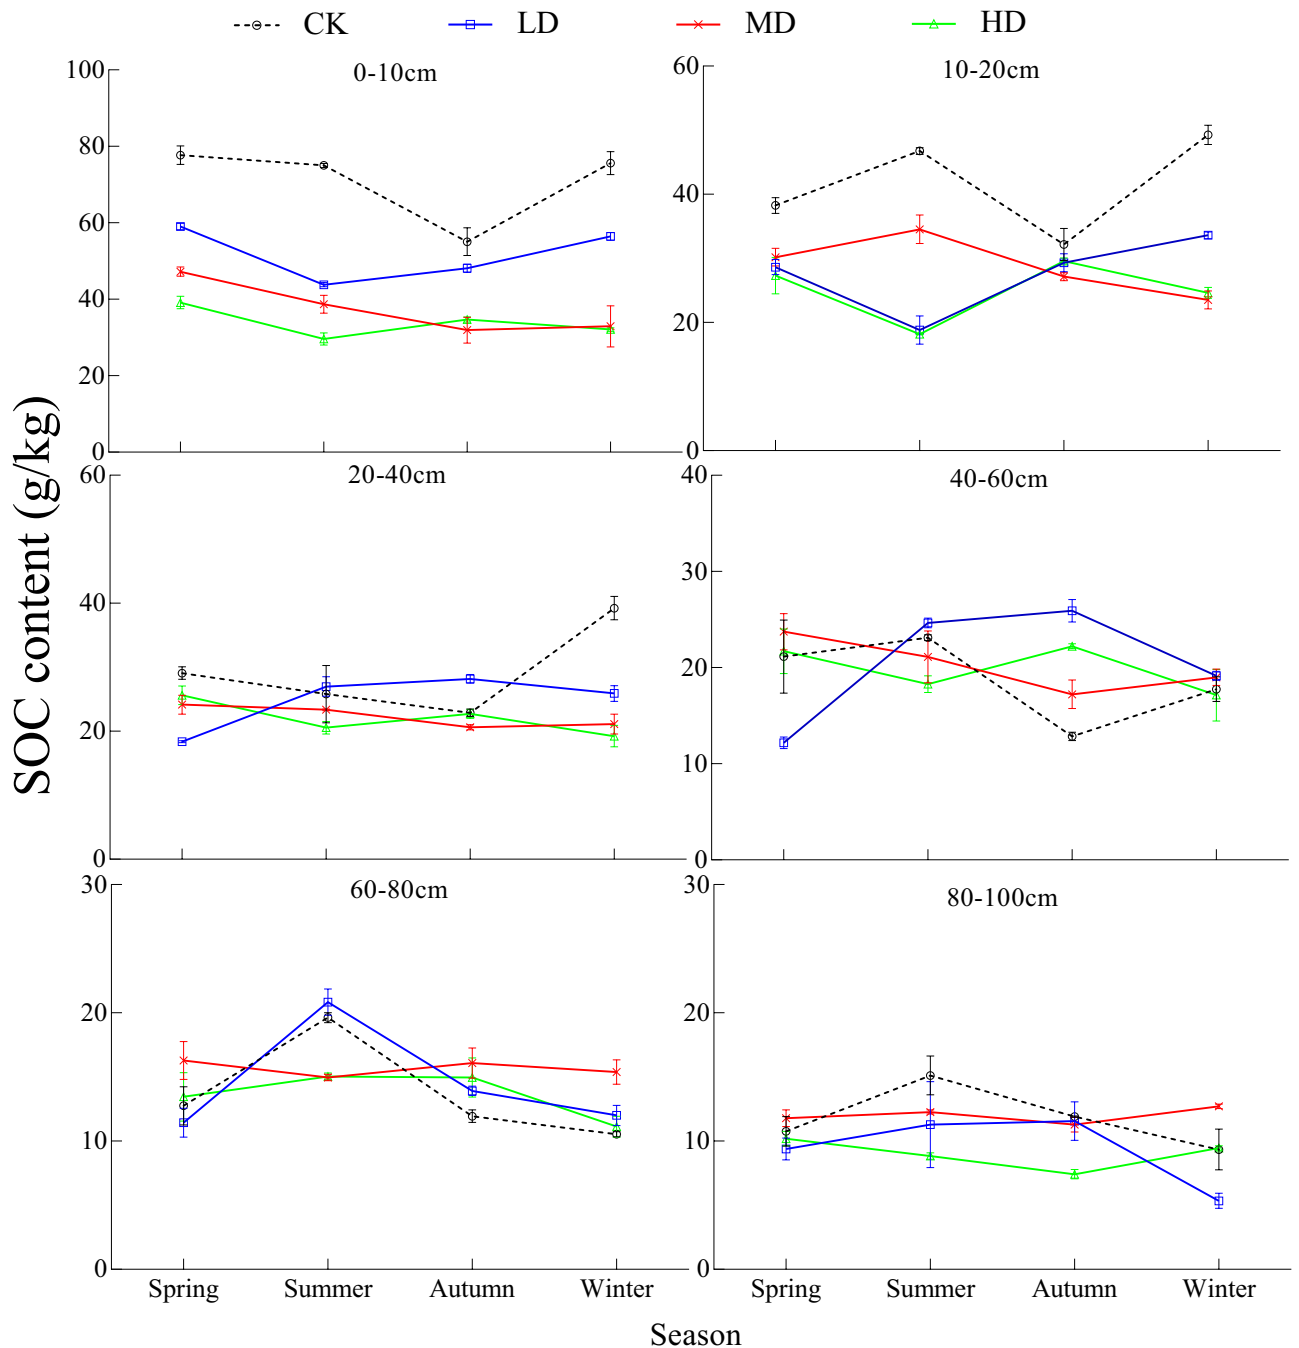 CK LD MD HD
0-10cm 10-20cm
100 80 60 40 20 0
60 40 20 0
SOC content (g/kg)
20-40cm 40-60cm
60 40 20 0
40 30 20 10 0
60-80cm 80-100cm
30 20 10 0
30 20 10 0
Spring Summer Autumn Winter Spring Summer Autumn Winter
Season